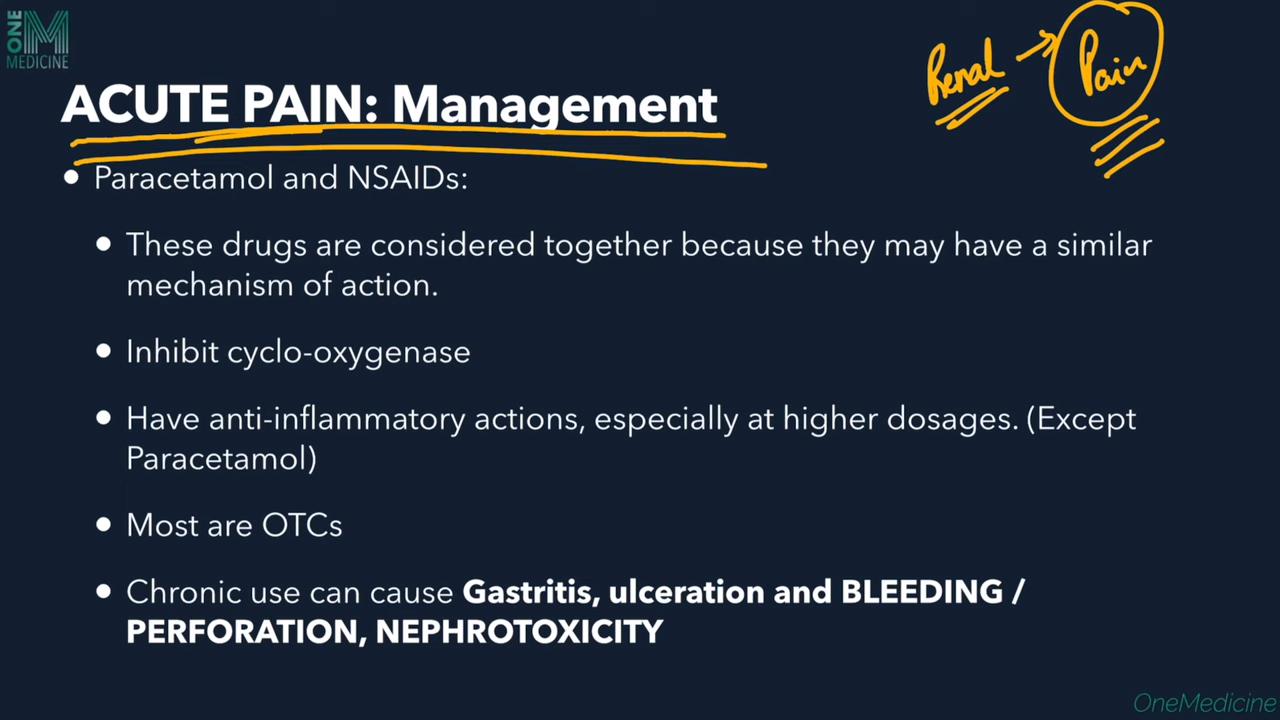 ONE
MEDICINE
Renal → Pain
ACUTE PAIN: Management
• Paracetamol and NSAIDs:
• These drugs are considered together because they may have a similar
mechanism of action.
• Inhibit cyclo-oxygenase
• Have anti-inflammatory actions, especially at higher dosages. (Except
Paracetamol)
• Most are OTCs
• Chronic use can cause Gastritis, ulceration and BLEEDING /
PERFORATION, NEPHROTOXICITY
OneMedicine